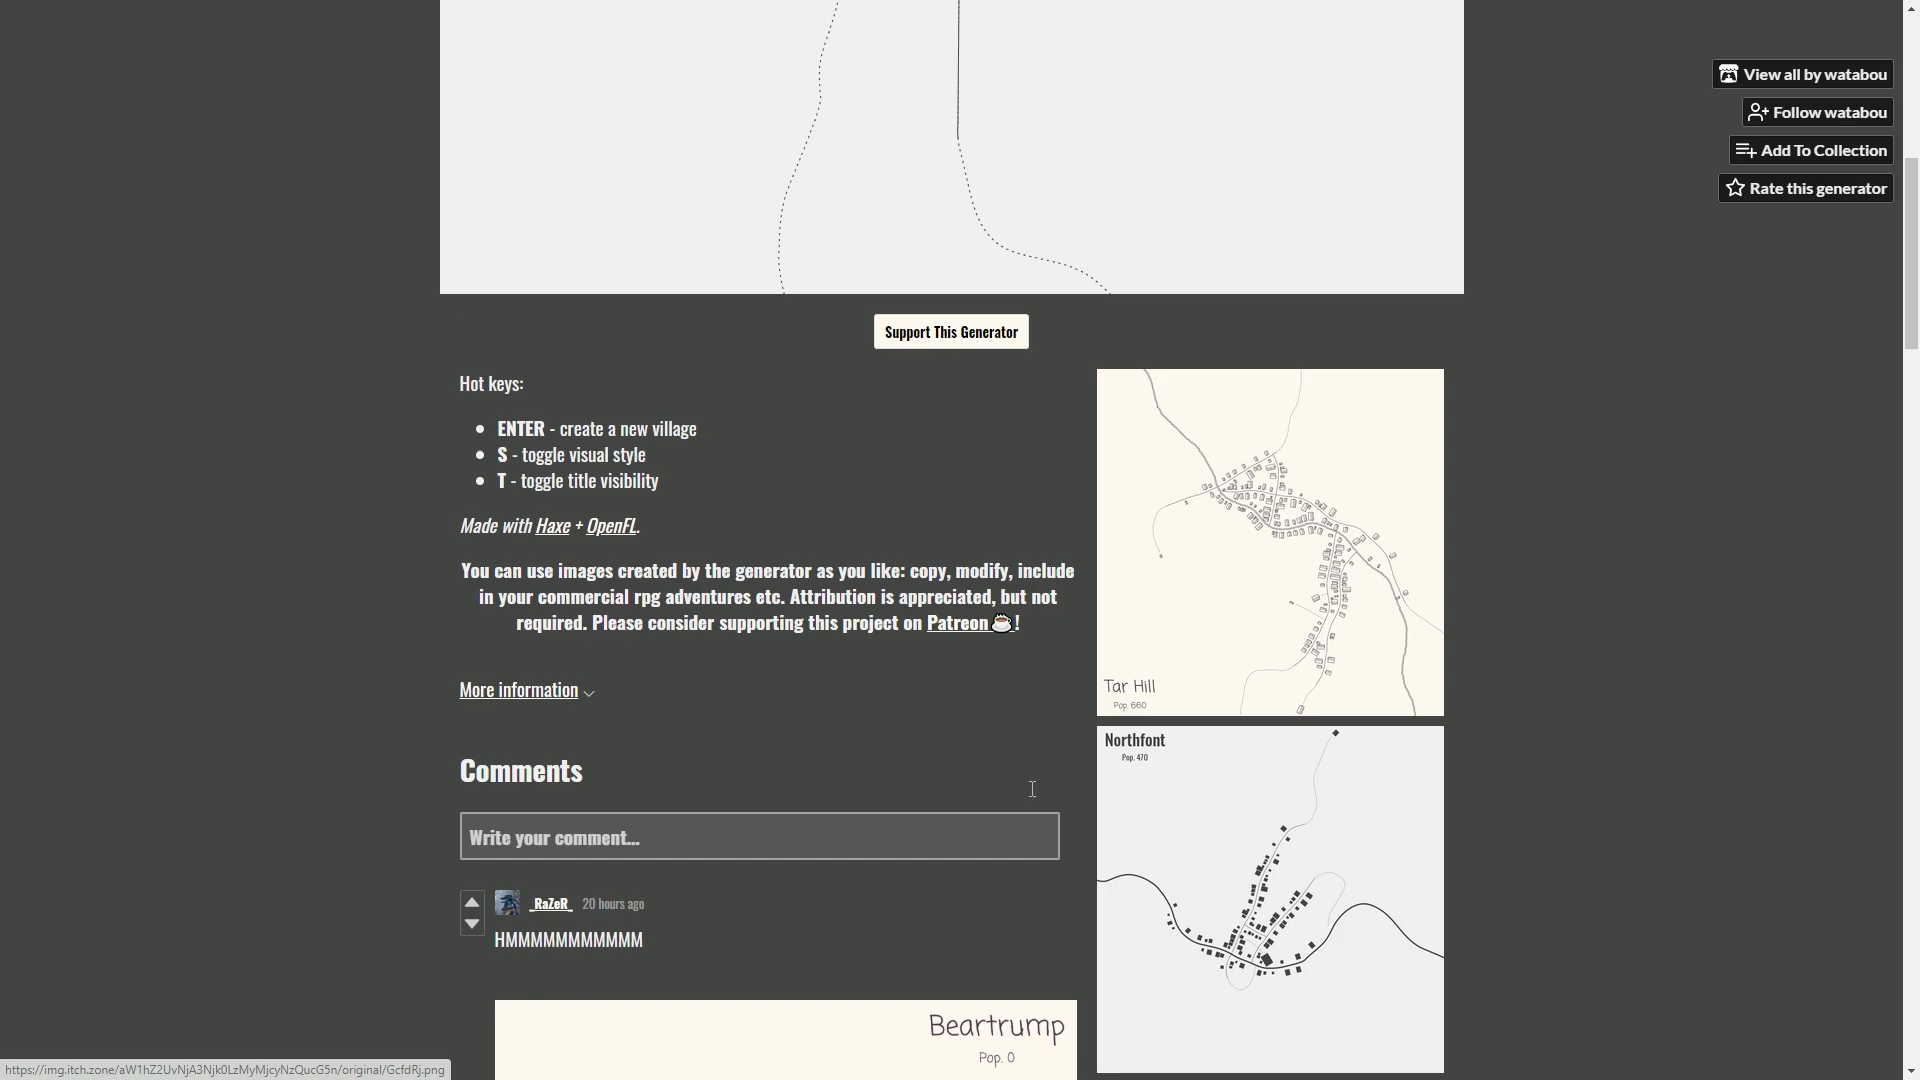 View all by watabou
Follow watabou
Add To Collection
Rate this generator
Support This Generator
Hot keys:
ENTER - create a new village
S - toggle visual style
T - toggle title visibility
Made with Haxe + OpenFL.
You can use images created by the generator as you like: copy, modify, include
in your commercial rpg adventures etc. Attribution is appreciated, but not
required. Please consider supporting this project on Patreon☕!
More information
Tar Hill
Pop. 660
Northfont
Pop. 470
Comments
Write your comment...
_RaZeR_ 20 hours ago
HMMMMMMMMMMMM
Beartrump
Pop. 0
https://img.itch.zone/aW1hZ2UvNjA3Njk0LzMyMjcyNzQucG5n/original/GcfdRj.png